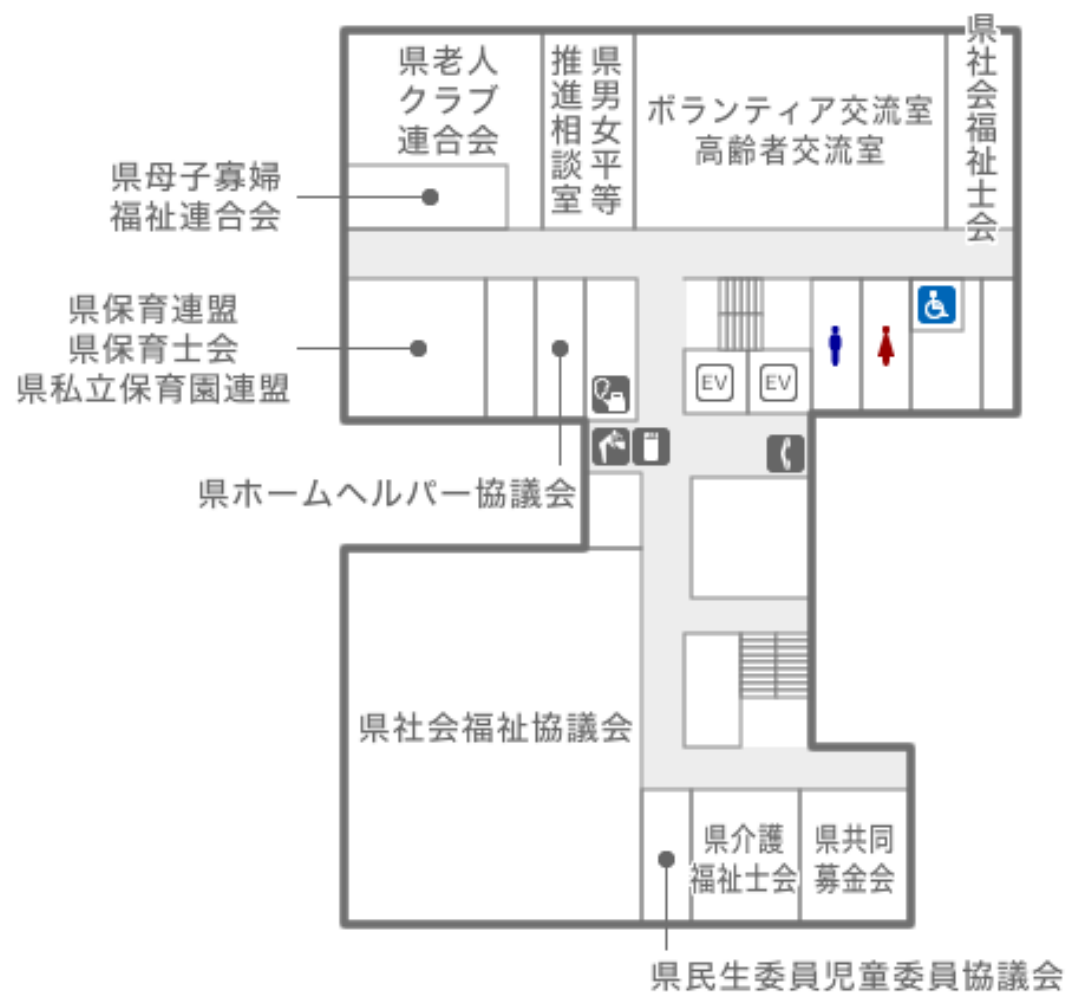 県老人
クラブ
連合会
県男女平等
推進相談室
ボランティア交流室
高齢者交流室
県社会福祉士会
県母子寡婦
福祉連合会
県保育連盟
県保育士会
県私立保育園連盟
EV
EV
県ホームヘルパー協議会
県社会福祉協議会
県介護
福祉士会
県共同
募金会
県民生委員児童委員協議会